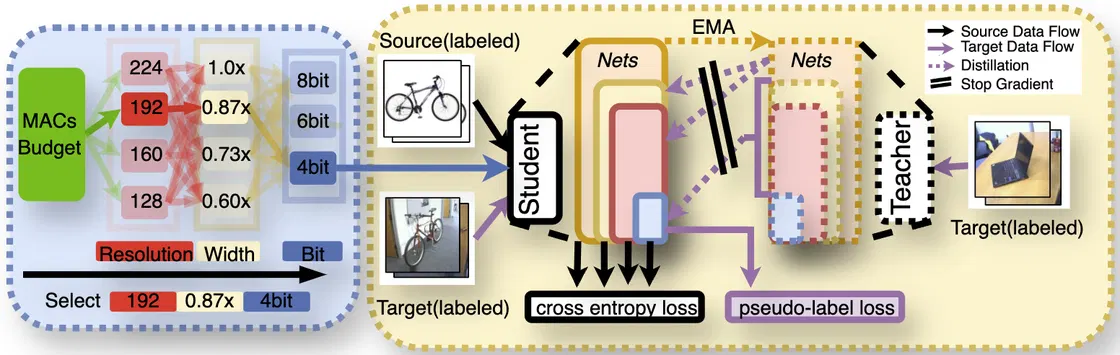 MACs
Budget
224
192
160
128
1.0x
0.87x
0.73x
0.60x
8bit
6bit
4bit
Resolution
Width
Bit
Select
192
0.87x
4bit
Source(labeled)
Target(labeled)
Student
Nets
EMA
Nets
Teacher
Target(labeled)
cross entropy loss
pseudo-label loss
Source Data Flow
Target Data Flow
Distillation
Stop Gradient